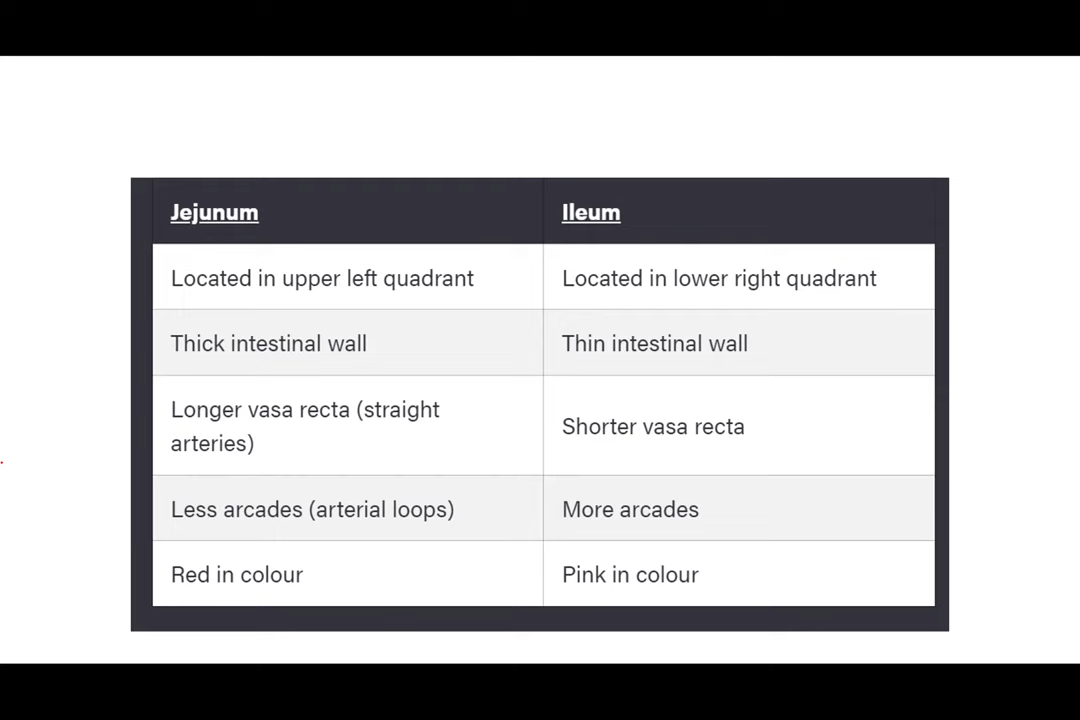 Jejunum
Ileum
Located in upper left quadrant
Located in lower right quadrant
Thick intestinal wall
Thin intestinal wall
Longer vasa recta (straight
arteries)
Shorter vasa recta
Less arcades (arterial loops)
More arcades
Red in colour
Pink in colour